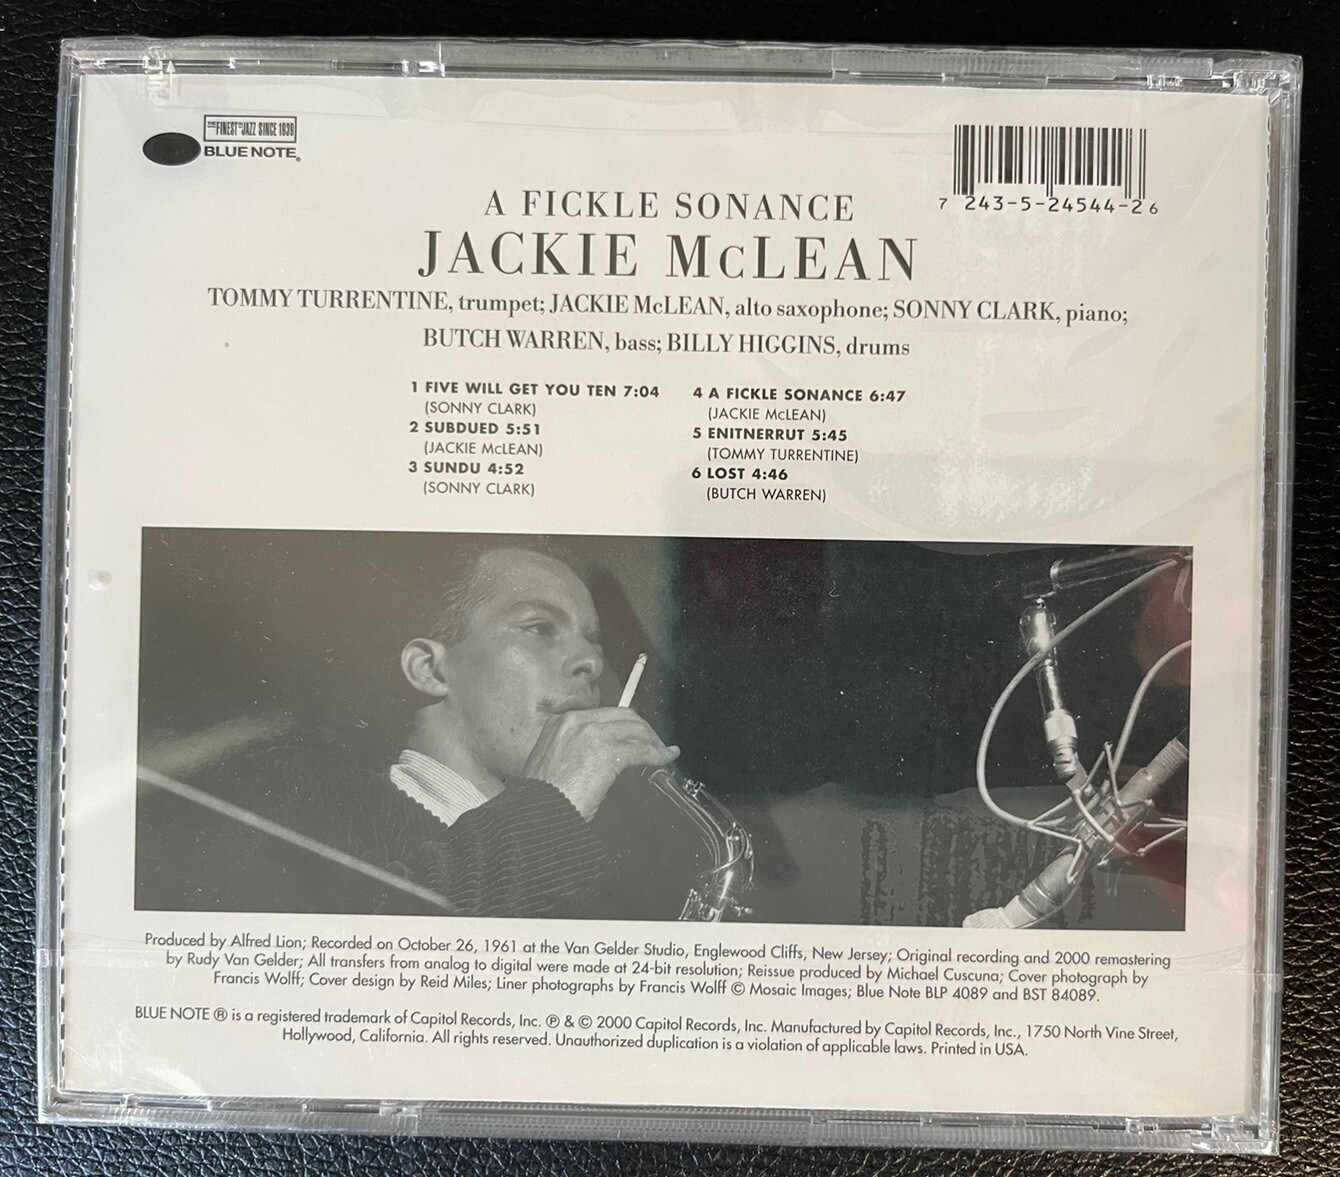 THE FINEST IN JAZZ SINCE 1939
BLUE NOTE®
7 243-5-24544-2 6
A FICKLE SONANCE
JACKIE McLEAN
TOMMY TURRENTINE, trumpet; JACKIE McLEAN, alto saxophone; SONNY CLARK, piano;
BUTCH WARREN, bass; BILLY HIGGINS, drums
1 FIVE WILL GET YOU TEN 7:04
(SONNY CLARK)
2 SUBDUED 5:51
(JACKIE McLEAN)
3 SUNDU 4:52
(SONNY CLARK)
4 A FICKLE SONANCE 6:47
(JACKIE McLEAN)
5 ENITNERRUT 5:45
(TOMMY TURRENTINE)
6 LOST 4:46
(BUTCH WARREN)
Produced by Alfred Lion; Recorded on October 26, 1961 at the Van Gelder Studio, Englewood Cliffs, New Jersey; Original recording and 2000 remastering
by Rudy Van Gelder; All transfers from analog to digital were made at 24-bit resolution; Reissue produced by Michael Cuscuna; Cover photograph by
Francis Wolff; Cover design by Reid Miles; Liner photographs by Francis Wolff © Mosaic Images; Blue Note BLP 4089 and BST 84089.
BLUE NOTE ® is a registered trademark of Capitol Records, Inc. ℗ & © 2000 Capitol Records, Inc. Manufactured by Capitol Records, Inc., 1750 North Vine Street,
Hollywood, California. All rights reserved. Unauthorized duplication is a violation of applicable laws. Printed in USA.